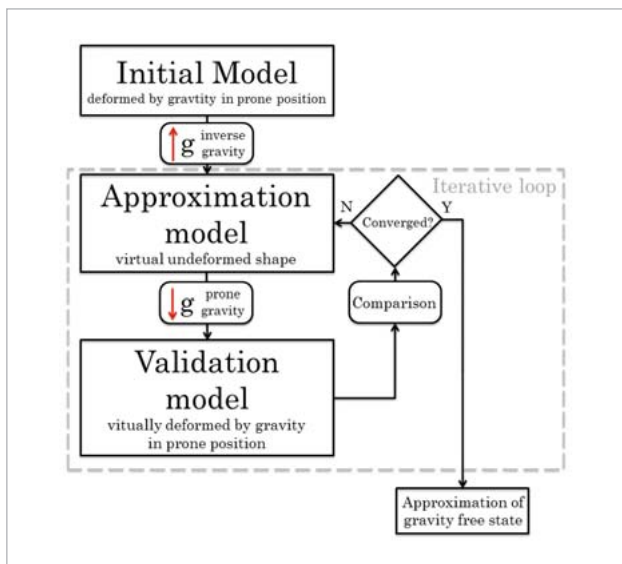 Initial Model
deformed by gravtity in prone position
g inverse
gravity
Iterative loop
Approximation
model
virtual undeformed shape
N
Converged?
Y
g prone
gravity
Comparison
Validation
model
vitually deformed by gravity
in prone position
Approximation of
gravity free state